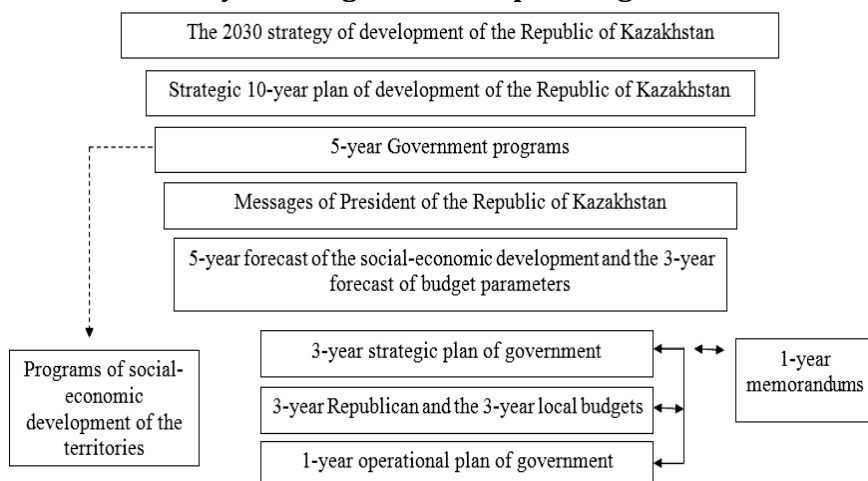 The 2030 strategy of development of the Republic of Kazakhstan
Strategic 10-year plan of development of the Republic of Kazakhstan
5-year Government programs
Messages of President of the Republic of Kazakhstan
5-year forecast of the social-economic development and the 3-year
forecast of budget parameters
3-year strategic plan of government
1-year
memorandums
Programs of social-
economic
development of the
territories
3-year Republican and the 3-year local budgets
1-year operational plan of government